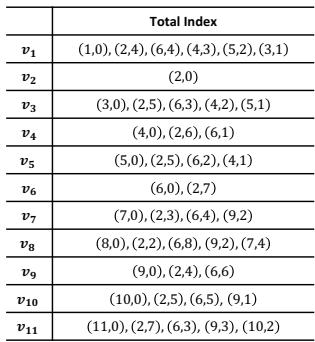 Total Index
v1 (1,0), (2,4), (6,4), (4,3), (5,2), (3,1)
v2 (2,0)
v3 (3,0), (2,5), (6,3), (4,2), (5,1)
v4 (4,0), (2,6), (6,1)
v5 (5,0), (2,5), (6,2), (4,1)
v6 (6,0), (2,7)
v7 (7,0), (2,3), (6,4), (9,2)
v8 (8,0), (2,2), (6,8), (9,2), (7,4)
v9 (9,0), (2,4), (6,6)
v10 (10,0), (2,5), (6,5), (9,1)
v11 (11,0), (2,7), (6,3), (9,3), (10,2)